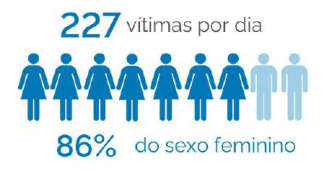 227 vítimas por dia
86% do sexo feminino